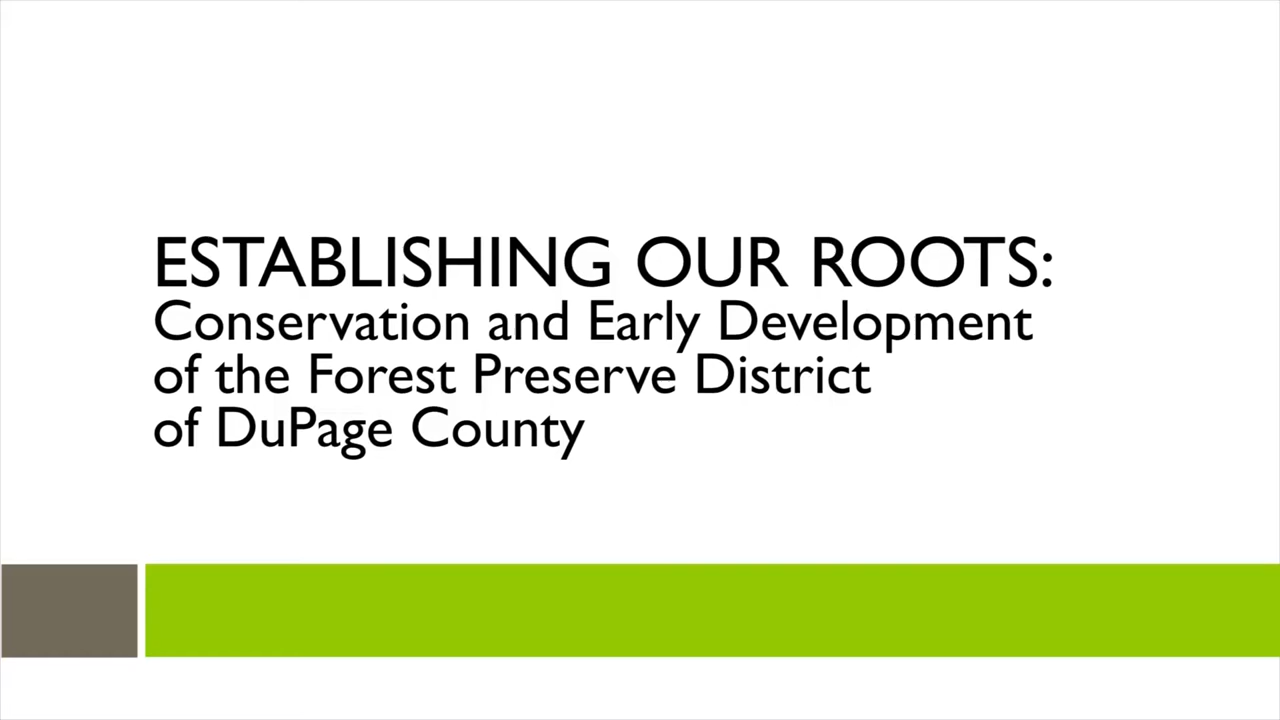 ESTABLISHING OUR ROOTS:
Conservation and Early Development
of the Forest Preserve District
of DuPage County